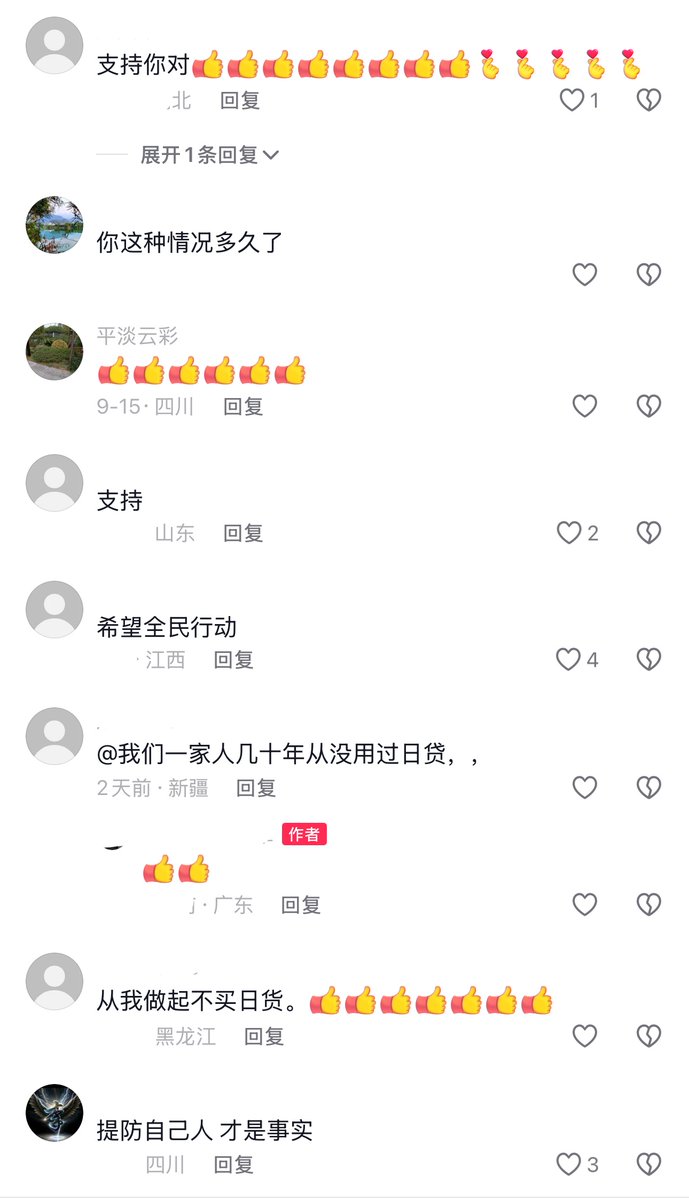 支持你对👍👍👍👍👍👍👍👍🫰🫰🫰🫰🫰
北 回复 1
展开1条回复
你这种情况多久了
平淡云彩
👍👍👍👍👍👍
9-15·四川 回复
支持
山东 回复 2
希望全民行动
·江西 回复 4
@我们一家人几十年从没用过日贷，，
2天前·新疆 回复
作者
👍👍
·广东 回复
从我做起不买日货。👍👍👍👍👍👍👍
黑龙江 回复
提防自己人 才是事实
四川 回复 3